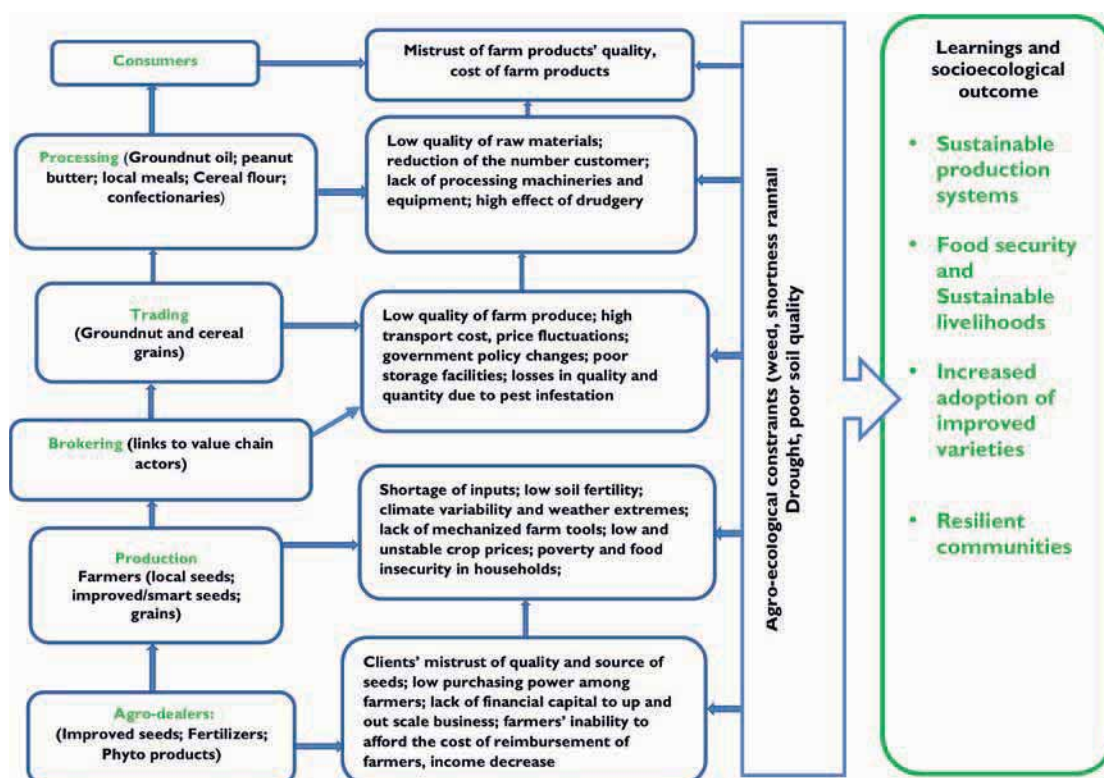 Consumers
Mistrust of farm products' quality,
cost of farm products
Processing (Groundnut oil; peanut
butter; local meals; Cereal flour;
confectionaries)
Low quality of raw materials;
reduction of the number customer;
lack of processing machineries and
equipment; high effect of drudgery
Trading
(Groundnut and cereal
grains)
Low quality of farm produce; high
transport cost, price fluctuations;
government policy changes; poor
storage facilities; losses in quality and
quantity due to pest infestation
Brokering (links to value chain
actors)
Shortage of inputs; low soil fertility;
climate variability and weather extremes;
lack of mechanized farm tools; low and
unstable crop prices; poverty and food
insecurity in households;
Production
Farmers (local seeds;
improved/smart seeds;
grains)
Clients' mistrust of quality and source of
seeds; low purchasing power among
farmers; lack of financial capital to up and
out scale business; farmers' inability to
afford the cost of reimbursement of
farmers, income decrease
Agro-dealers:
(Improved seeds; Fertilizers;
Phyto products)
Agro-ecological constraints (weed, shortness rainfall
Drought, poor soil quality
Learnings and
socioecological
outcome
• Sustainable
production
systems
• Food security
and
Sustainable
livelihoods
• Increased
adoption of
improved
varieties
• Resilient
communities